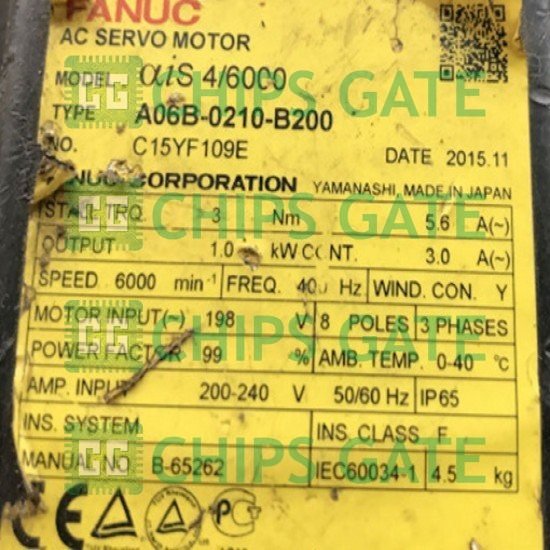 FANUC
AC SERVO MOTOR
MODEL αiS 4/6000
TYPE A06B-0210-B200
NO. C15YF109E
DATE 2015.11
FANUC CORPORATION YAMANASHI, MADE IN JAPAN
STALL TRQ. 3 Nm 5.6 A(~)
OUTPUT 1.0 kW CONT. 3.0 A(~)
SPEED 6000 min⁻¹ FREQ. 400 Hz WIND. CON. Y
MOTOR INPUT(~) 198 V 8 POLES 3 PHASES
POWER FACTOR 99 % AMB. TEMP. 0-40 °C
AMP. INPUT 200-240 V 50/60 Hz IP65
INS. SYSTEM INS. CLASS F
MANUAL NO. B-65262 IEC60034-1 4.5 kg
CE
CHIPS GATE
CHIPS GATE
CHIPS GATE
CHIPS GATE
CHIPS GATE